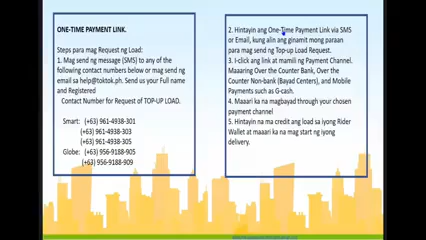 ONE-TIME PAYMENT LINK.
Steps para mag Request ng Load:
1. Mag send ng message (SMS) to any of the
following contact numbers below or mag send ng
email sa help@toktok.ph. Send us your Full name
and Registered
Contact Number for Request of TOP-UP LOAD.
Smart: (+63) 961-4938-301
(+63) 961-4938-303
(+63) 961-4938-305
Globe: (+63) 956-9188-905
(+63) 956-9188-909
2. Hintayin ang One-Time Payment Link via SMS
or Email, kung alin ang ginamit mong paraan
para mag send ng Top-up Load Request.
3. I-click ang link at mamili ng Payment Channel.
Maaaring Over the Counter Bank, Over the
Counter Non-bank (Bayad Centers), and Mobile
Payments such as G-cash.
4. Maaari ka na magbayad through your chosen
payment channel
5. Hintayin na ma credit ang load sa iyong Rider
Wallet at maaari ka na mag start ng iyong
delivery.